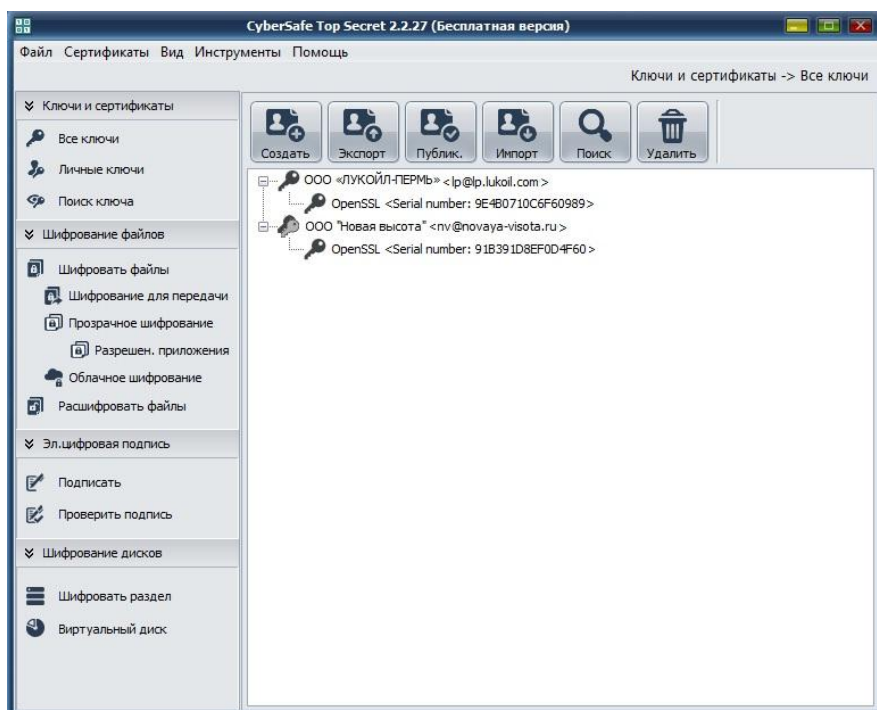 CyberSafe Top Secret 2.2.27 (Бесплатная версия)
Файл Сертификаты Вид Инструменты Помощь
Ключи и сертификаты -> Все ключи
Ключи и сертификаты
Все ключи
Личные ключи
Поиск ключа
Шифрование файлов
Шифровать файлы
Шифрование для передачи
Прозрачное шифрование
Разрешен. приложения
Облачное шифрование
Расшифровать файлы
Эл.цифровая подпись
Подписать
Проверить подпись
Шифрование дисков
Шифровать раздел
Виртуальный диск
Создать Экспорт Публик. Импорт Поиск Удалить
ООО «ЛУКОЙЛ-ПЕРМЬ» <lp@lp.lukoil.com>
OpenSSL <Serial number: 9E4B0710C6F60989>
ООО "Новая высота" <nv@novaya-visota.ru>
OpenSSL <Serial number: 91B391D8EF0D4F60>